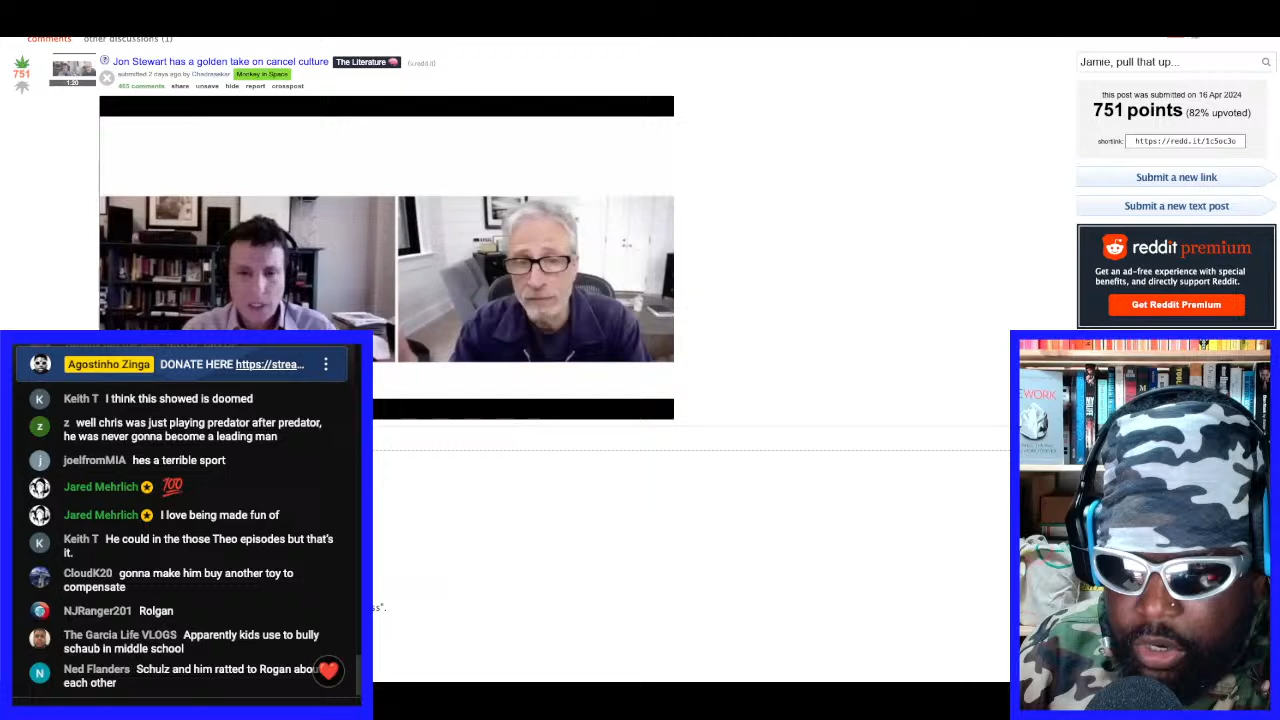 comments other discussions (1)
751
Jon Stewart has a golden take on cancel culture The Literature 🧠 (v.redd.it)
submitted 2 days ago by Chadrasekar Monkey in Space
1:20
465 comments share unsave hide report crosspost
Jamie, pull that up...
this post was submitted on 16 Apr 2024
751 points (82% upvoted)
shortlink: https://redd.it/1c5oc3o
Submit a new link
Submit a new text post
reddit premium
Get an ad-free experience with special
benefits, and directly support Reddit.
Get Reddit Premium
Agostinho Zinga DONATE HERE https://strea...
Keith T I think this showed is doomed
z well chris was just playing predator after predator,
he was never gonna become a leading man
joelfromMIA hes a terrible sport
Jared Mehrlich 💯
Jared Mehrlich I love being made fun of
Keith T He could in the those Theo episodes but that's
it.
CloudK20 gonna make him buy another toy to
compensate
NJRanger201 Rolgan
The Garcia Life VLOGS Apparently kids use to bully
schaub in middle school
Ned Flanders Schulz and him ratted to Rogan abou
each other
ss".
EWORK